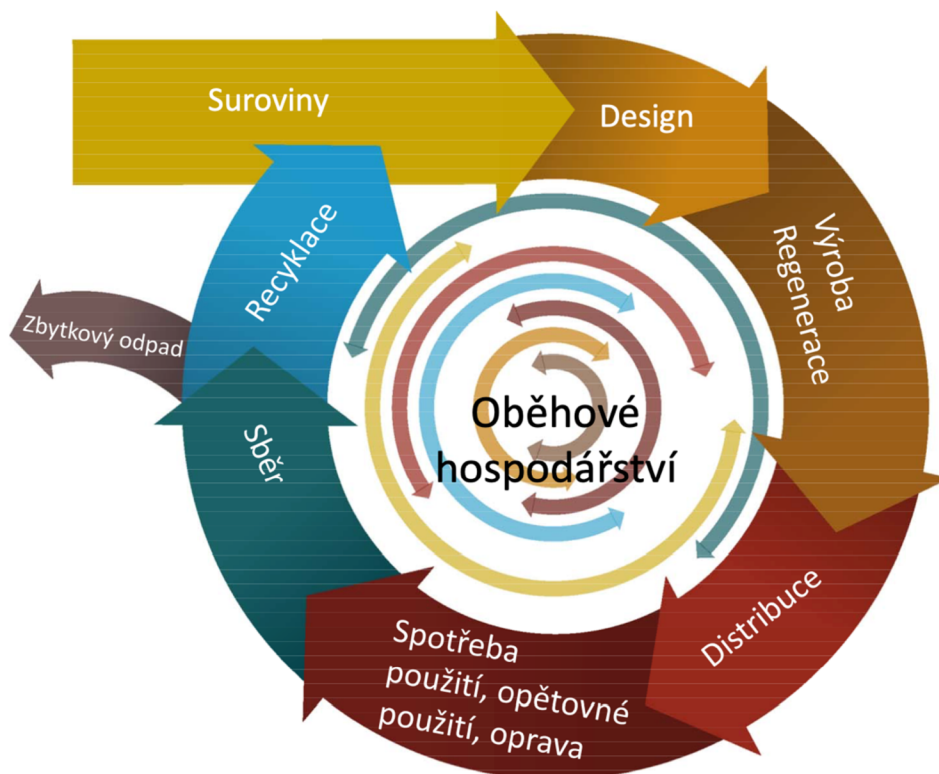 Suroviny
Design
Výroba
Regenerace
Distribuce
Spotřeba
použití, opětovné
použití, oprava
Sběr
Zbytkový odpad
Recyklace
Oběhové
hospodářství